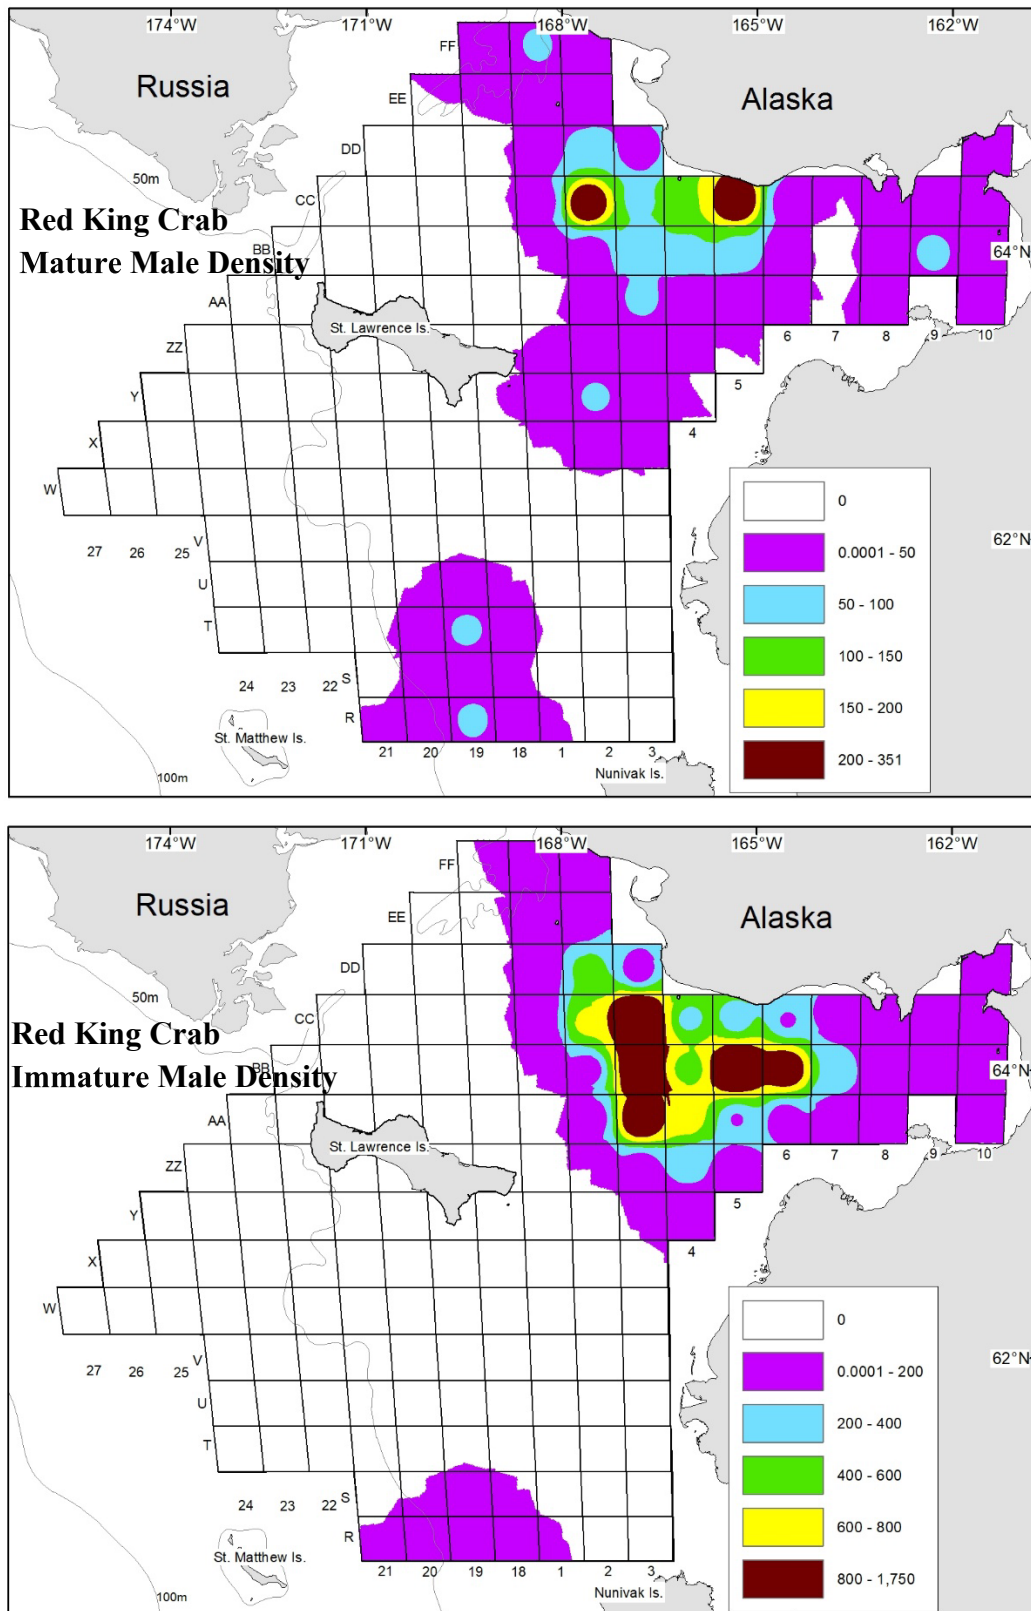 174°W
171°W
168°W
165°W
162°W
Russia
Alaska
FF
EE
DD
50m
CC
Red King Crab
BB
Mature Male Density
64°N
AA
St. Lawrence Is.
ZZ
6
7
8
9
10
Y
5
X
4
W
0
27
26
25
V
62°N
0.0001 - 50
U
50 - 100
T
100 - 150
24
23
22
S
150 - 200
R
St. Matthew Is.
21
20
19
18
1
2
3
200 - 351
100m
Nunivak Is.
174°W
171°W
168°W
165°W
162°W
Russia
Alaska
FF
EE
DD
50m
CC
Red King Crab
BB
Immature Male Density
64°N
AA
St. Lawrence Is.
ZZ
6
7
8
9
10
Y
5
X
4
W
0
27
26
25
V
62°N
0.0001 - 200
U
200 - 400
T
400 - 600
24
23
22
S
600 - 800
R
St. Matthew Is.
21
20
19
18
1
2
3
800 - 1,750
100m
Nunivak Is.